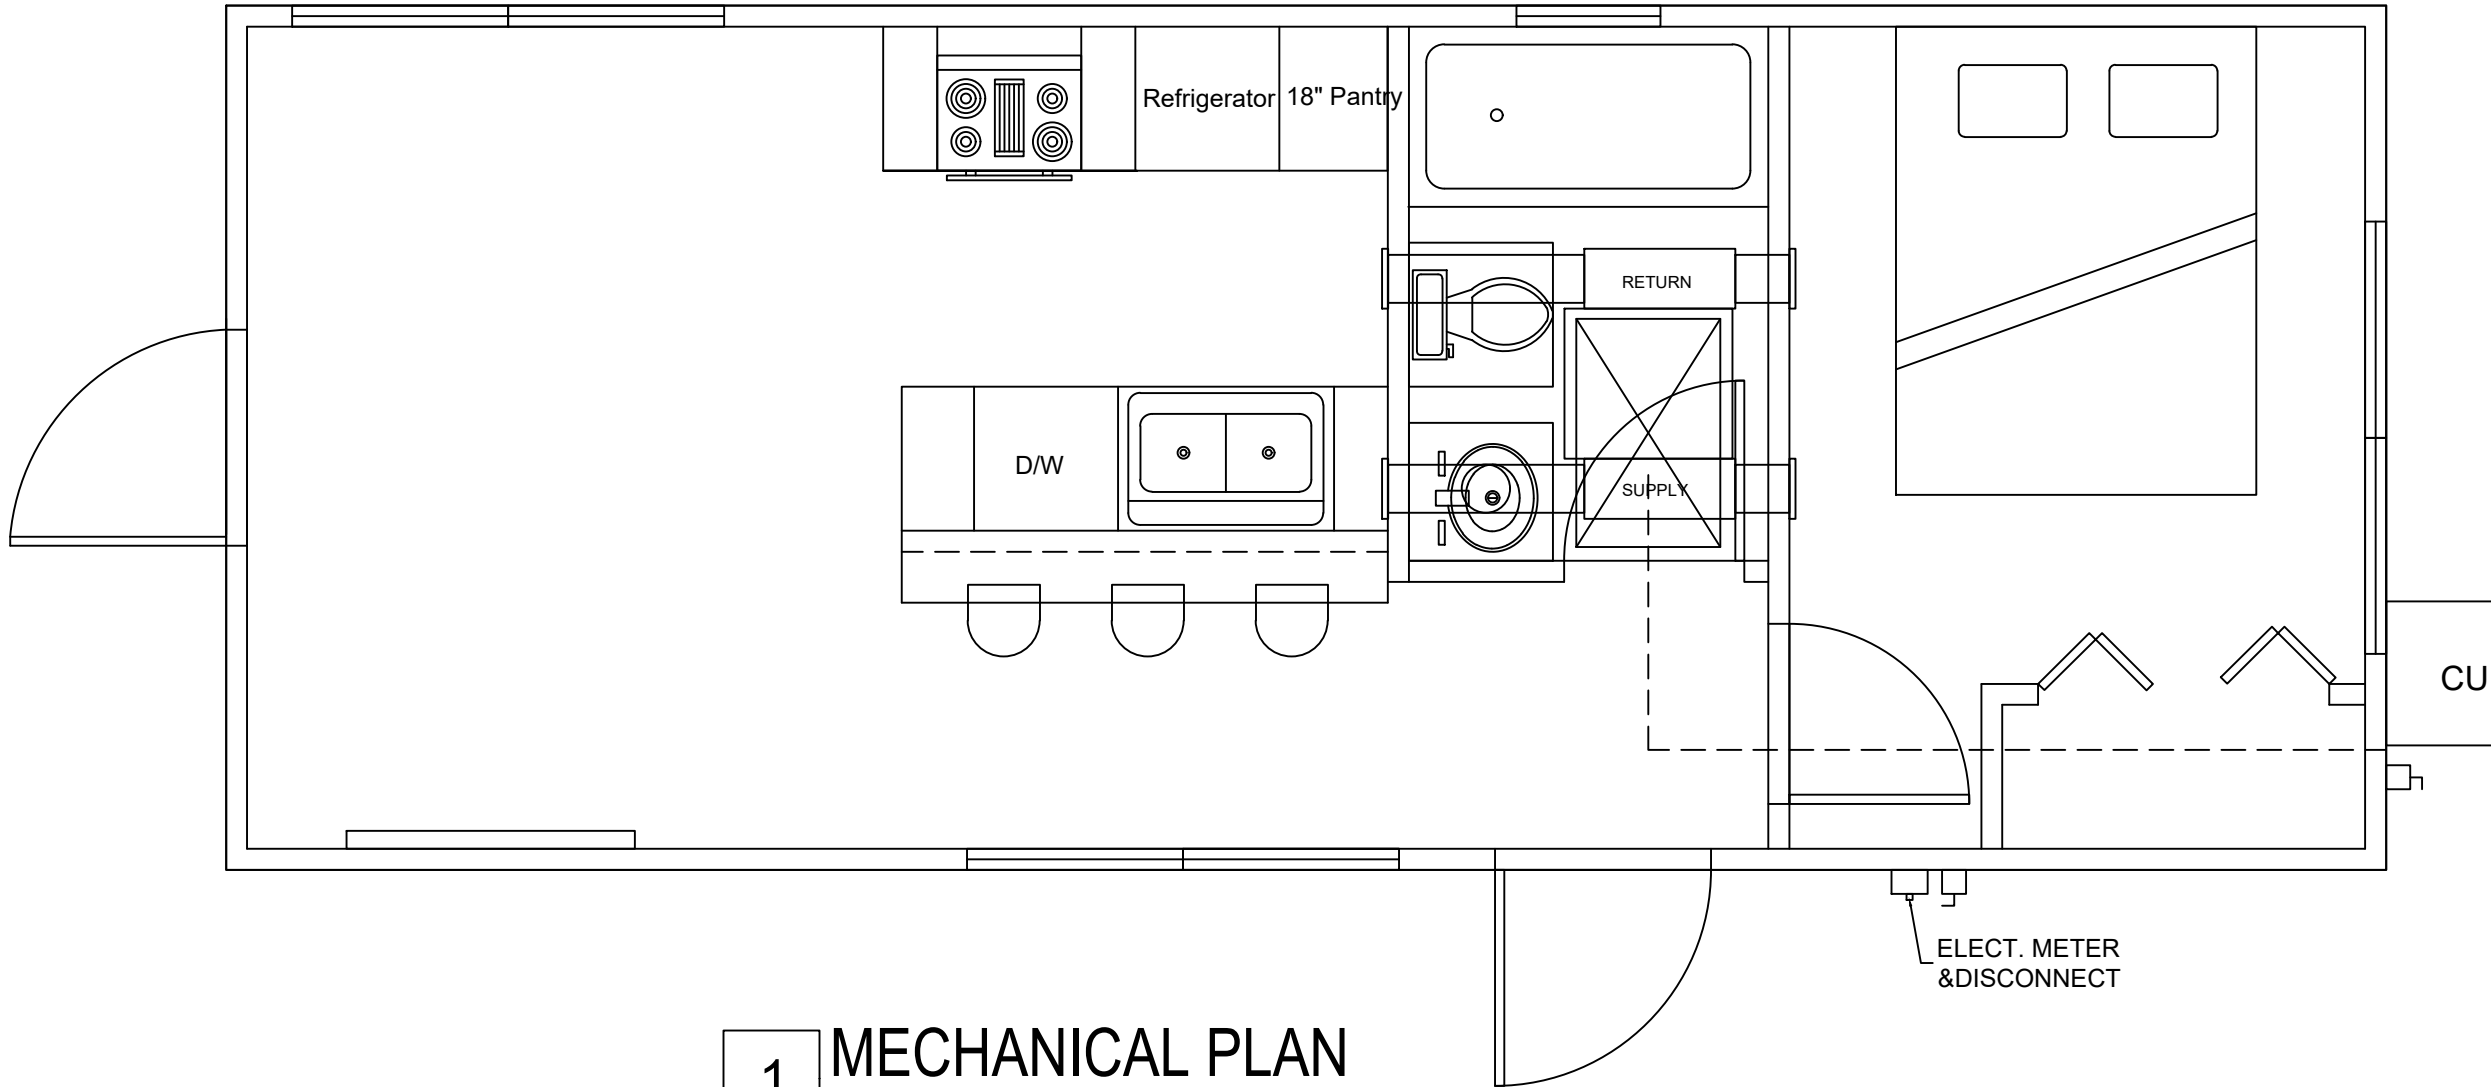 Refrigerator
18" Pantry
RETURN
D/W
SUPPLY
CU
ELECT. METER
&DISCONNECT
1
MECHANICAL PLAN